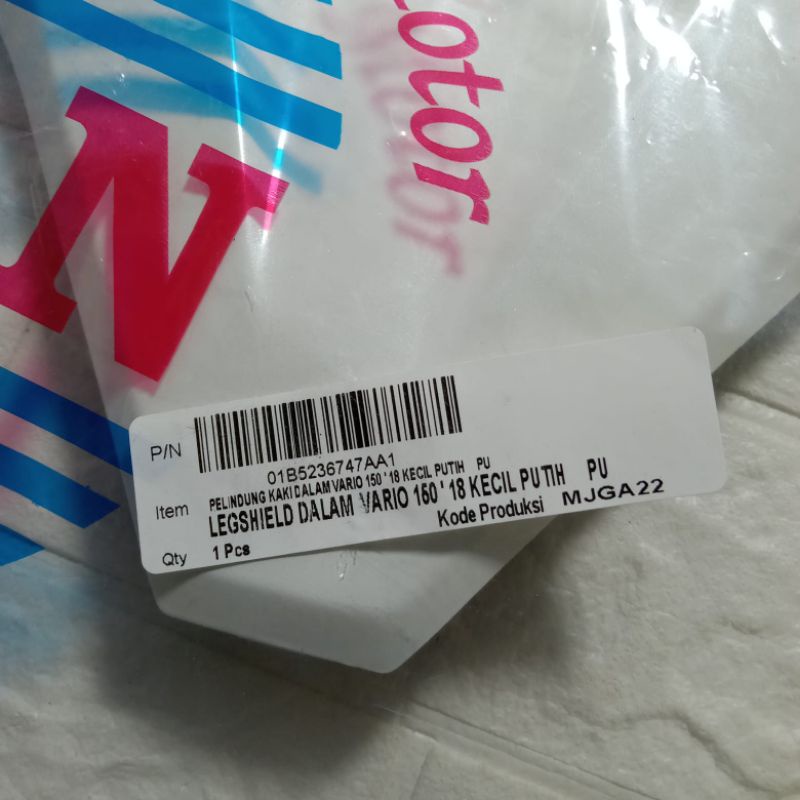 N
otor
P/N
01B5236747AA1
Item PELINDUNG KAKI DALAM VARIO 150 ' 18 KECIL PUTIH PU
LEGSHIELD DALAM VARIO 150 ' 18 KECIL PUTIH PU
Qty 1 Pcs Kode Produksi MJGA22